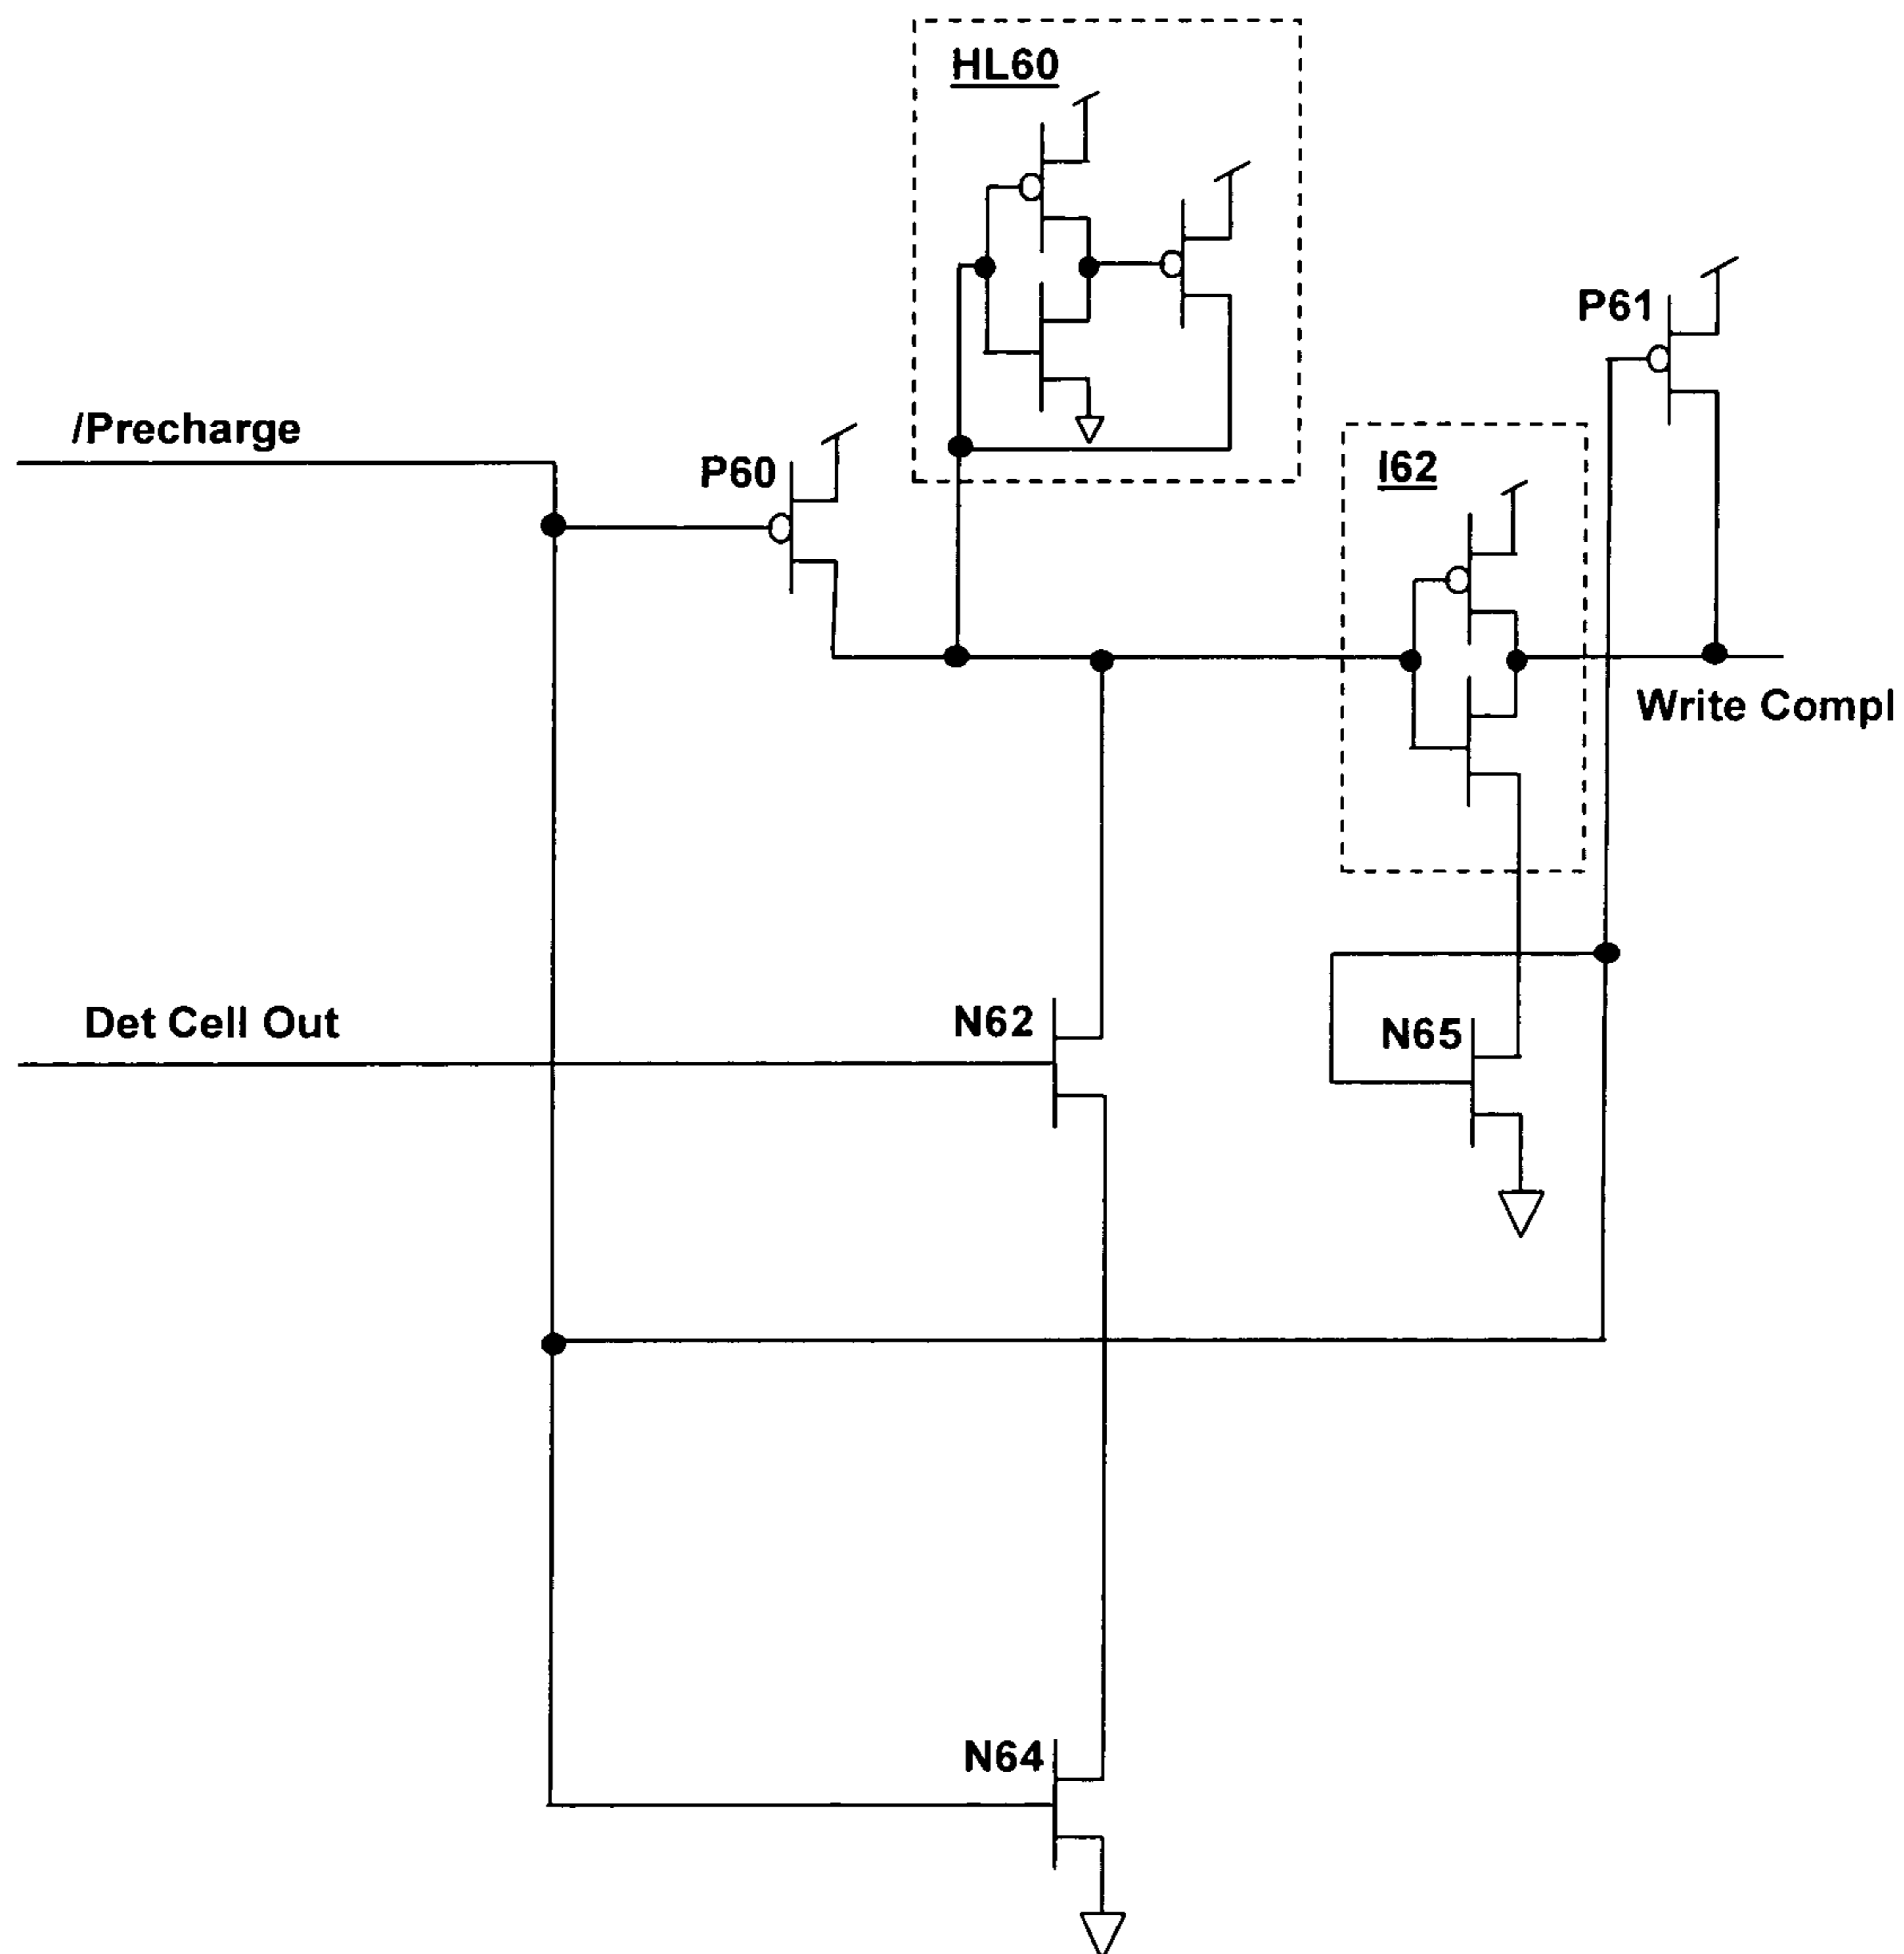 HL60
P61
/Precharge
P60
I62
Write Compl
Det Cell Out
N62
N65
N64